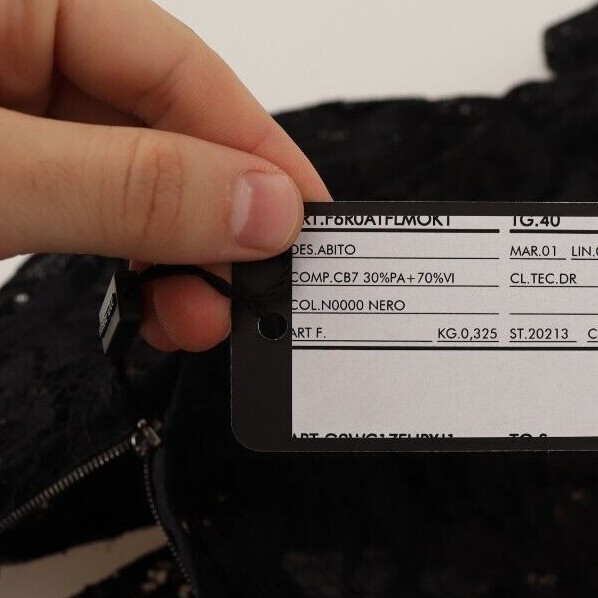 RT.F6R0A1FLMOK1 TG.40
DES.ABITO MAR.01 LIN.
COMP.CB7 30%PA+70%VI CL.TEC.DR
COL.N0000 NERO
ART F. KG.0,325 ST.20213 C